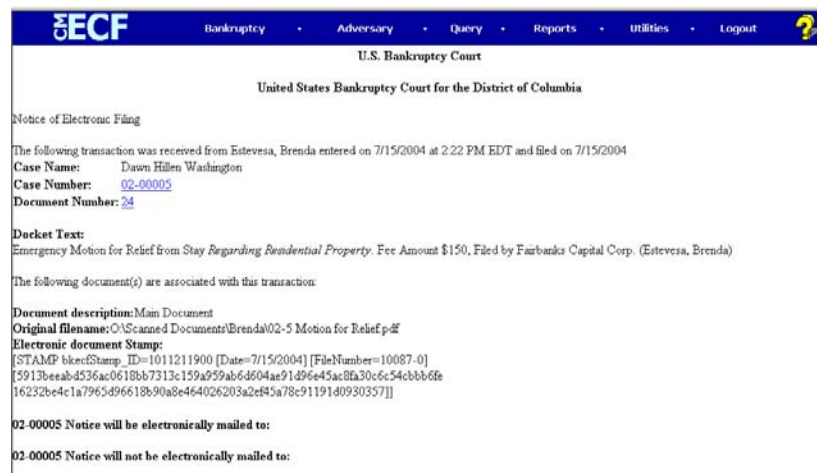 CM ECF Bankruptcy · Adversary · Query · Reports · Utilities · Logout ?
U.S. Bankruptcy Court
United States Bankruptcy Court for the District of Columbia
Notice of Electronic Filing
The following transaction was received from Estevesa, Brenda entered on 7/15/2004 at 2:22 PM EDT and filed on 7/15/2004
Case Name: Dawn Hillen Washington
Case Number: 02-00005
Document Number: 24
Docket Text:
Emergency Motion for Relief from Stay Regarding Residential Property. Fee Amount $150, Filed by Fairbanks Capital Corp. (Estevesa, Brenda)
The following document(s) are associated with this transaction:
Document description:Main Document
Original filename:O:\Scanned Documents\Brenda\02-5 Motion for Relief.pdf
Electronic document Stamp:
[STAMP bkecfStamp_ID=1011211900 [Date=7/15/2004] [FileNumber=10087-0]
[5913beeabd536ac0618bb7313c159a959ab6d604ae91d96e45ac8fa30c6c54cbbb6fe
16232be4c1a7965d96618b90a8e464026203a2ef45a78c91191d0930357]]
02-00005 Notice will be electronically mailed to:
02-00005 Notice will not be electronically mailed to: